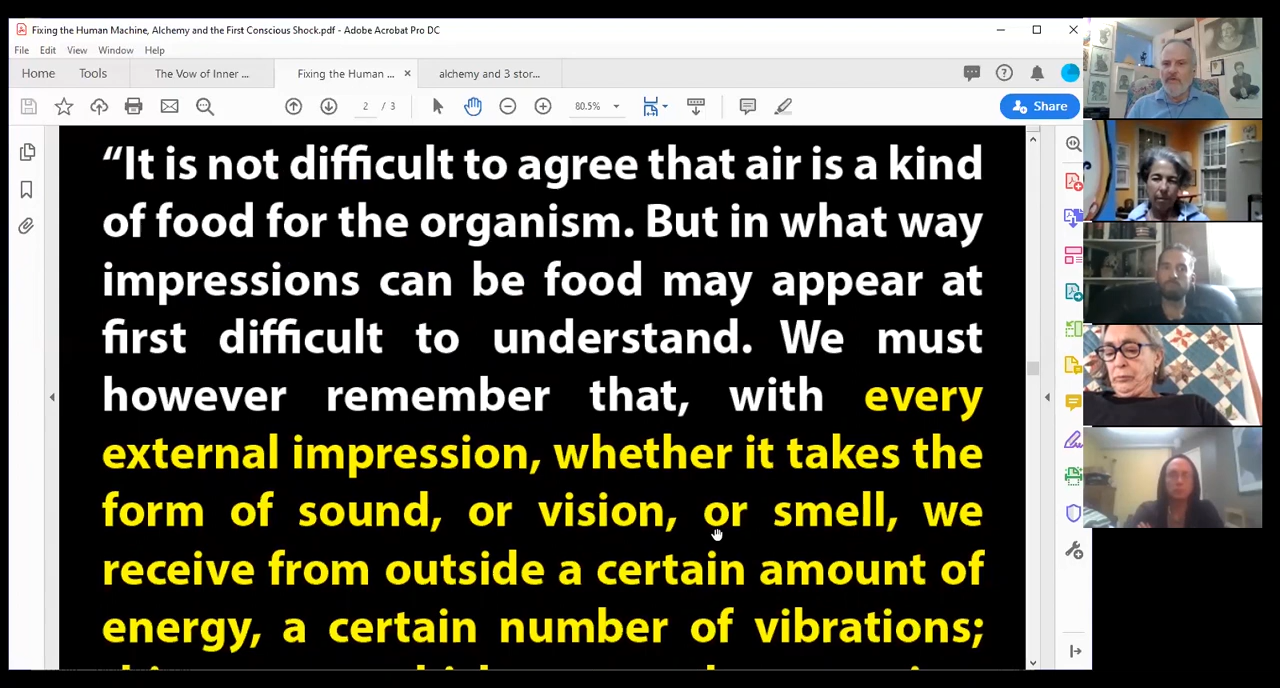 Fixing the Human Machine, Alchemy and the First Conscious Shock.pdf - Adobe Acrobat Pro DC
File Edit View Window Help
Home Tools The Vow of Inner ... Fixing the Human ... × alchemy and 3 stor...
2 / 3 80.5% Share
“It is not difficult to agree that air is a kind
of food for the organism. But in what way
impressions can be food may appear at
first difficult to understand. We must
however remember that, with every
external impression, whether it takes the
form of sound, or vision, or smell, we
receive from outside a certain amount of
energy, a certain number of vibrations;